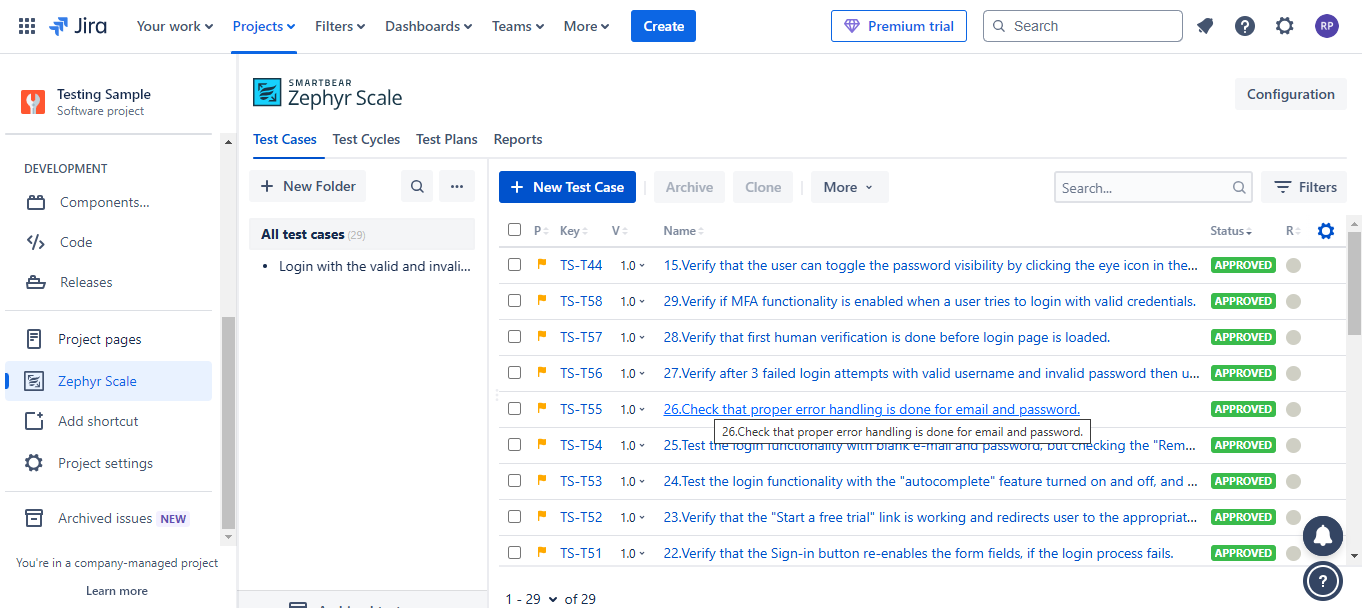 Jira
Your work
Projects
Filters
Dashboards
Teams
More
Create
Premium trial
Search
RP
Testing Sample
Software project
DEVELOPMENT
Components...
Code
Releases
Project pages
Zephyr Scale
Add shortcut
Project settings
Archived issues NEW
You're in a company-managed project
Learn more
SMARTBEAR
Zephyr Scale
Configuration
Test Cases Test Cycles Test Plans Reports
+ New Folder
...
All test cases (29)
• Login with the valid and invali...
+ New Test Case
Archive
Clone
More
Search...
Filters
P Key V Name Status R
TS-T44 1.0 15.Verify that the user can toggle the password visibility by clicking the eye icon in the... APPROVED
TS-T58 1.0 29.Verify if MFA functionality is enabled when a user tries to login with valid credentials. APPROVED
TS-T57 1.0 28.Verify that first human verification is done before login page is loaded. APPROVED
TS-T56 1.0 27.Verify after 3 failed login attempts with valid username and invalid password then u... APPROVED
TS-T55 1.0 26.Check that proper error handling is done for email and password. APPROVED
26.Check that proper error handling is done for email and password.
TS-T54 1.0 25.Test the login functionality with blank e-mail and password, but checking the "Rem... APPROVED
TS-T53 1.0 24.Test the login functionality with the "autocomplete" feature turned on and off, and ... APPROVED
TS-T52 1.0 23.Verify that the "Start a free trial" link is working and redirects user to the appropriat... APPROVED
TS-T51 1.0 22.Verify that the Sign-in button re-enables the form fields, if the login process fails. APPROVED
1 - 29 of 29